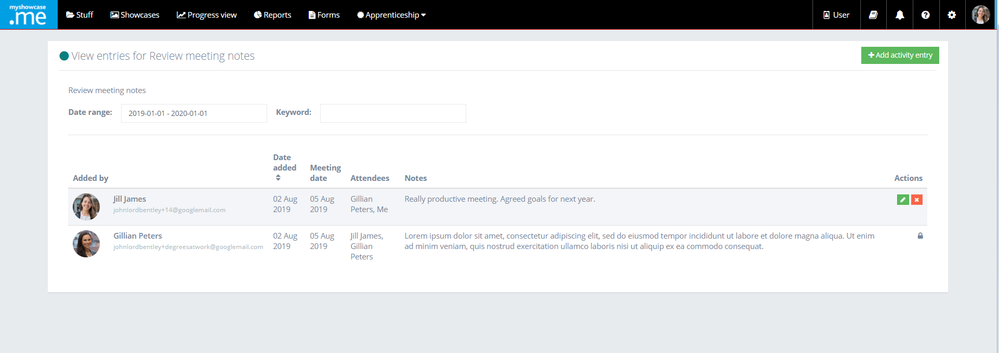 myshowcase
.me
Stuff
Showcases
Progress view
Reports
Forms
Apprenticeship
User
View entries for Review meeting notes
Add activity entry
Review meeting notes
Date range:
2019-01-01 - 2020-01-01
Keyword:
Added by
Date
added
Meeting
date
Attendees
Notes
Actions
Jill James
johnlordbentley+14@googlemail.com
02 Aug
2019
05 Aug
2019
Gillian
Peters, Me
Really productive meeting. Agreed goals for next year.
Gillian Peters
johnlordbentley+degreesatwork@googlemail.com
02 Aug
2019
05 Aug
2019
Jill James,
Gillian
Peters
Lorem ipsum dolor sit amet, consectetur adipiscing elit, sed do eiusmod tempor incididunt ut labore et dolore magna aliqua. Ut enim
ad minim veniam, quis nostrud exercitation ullamco laboris nisi ut aliquip ex ea commodo consequat.